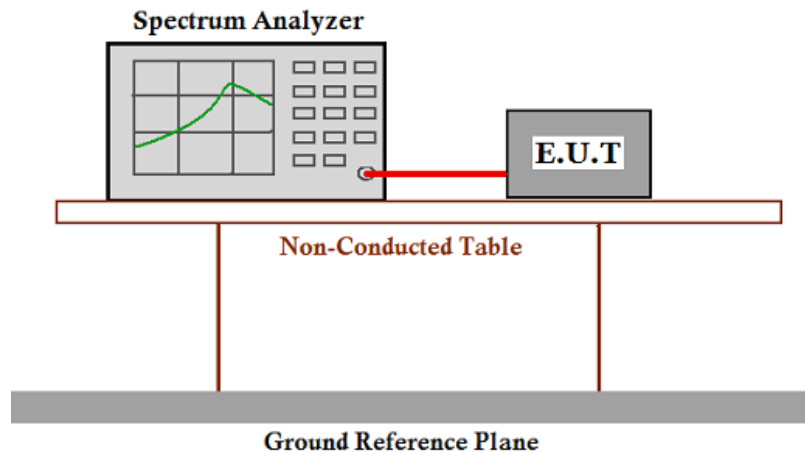 Spectrum Analyzer
E.U.T
Non-Conducted Table
Ground Reference Plane